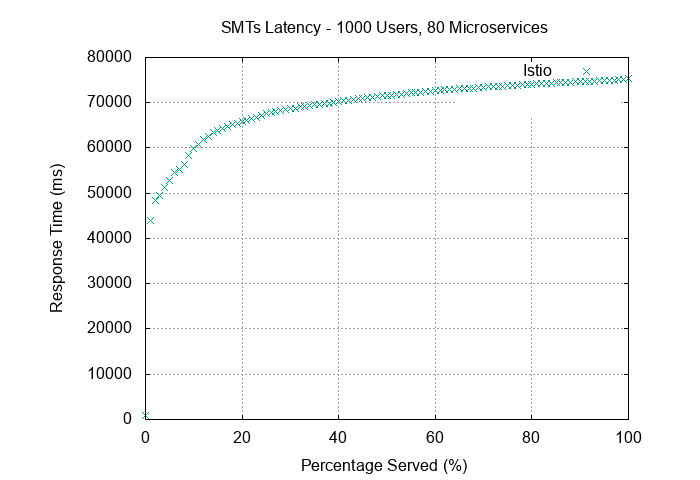 SMTs Latency - 1000 Users, 80 Microservices
80000
70000
60000
50000
40000
30000
20000
10000
0
Istio
Response Time (ms)
0 20 40 60 80 100
Percentage Served (%)